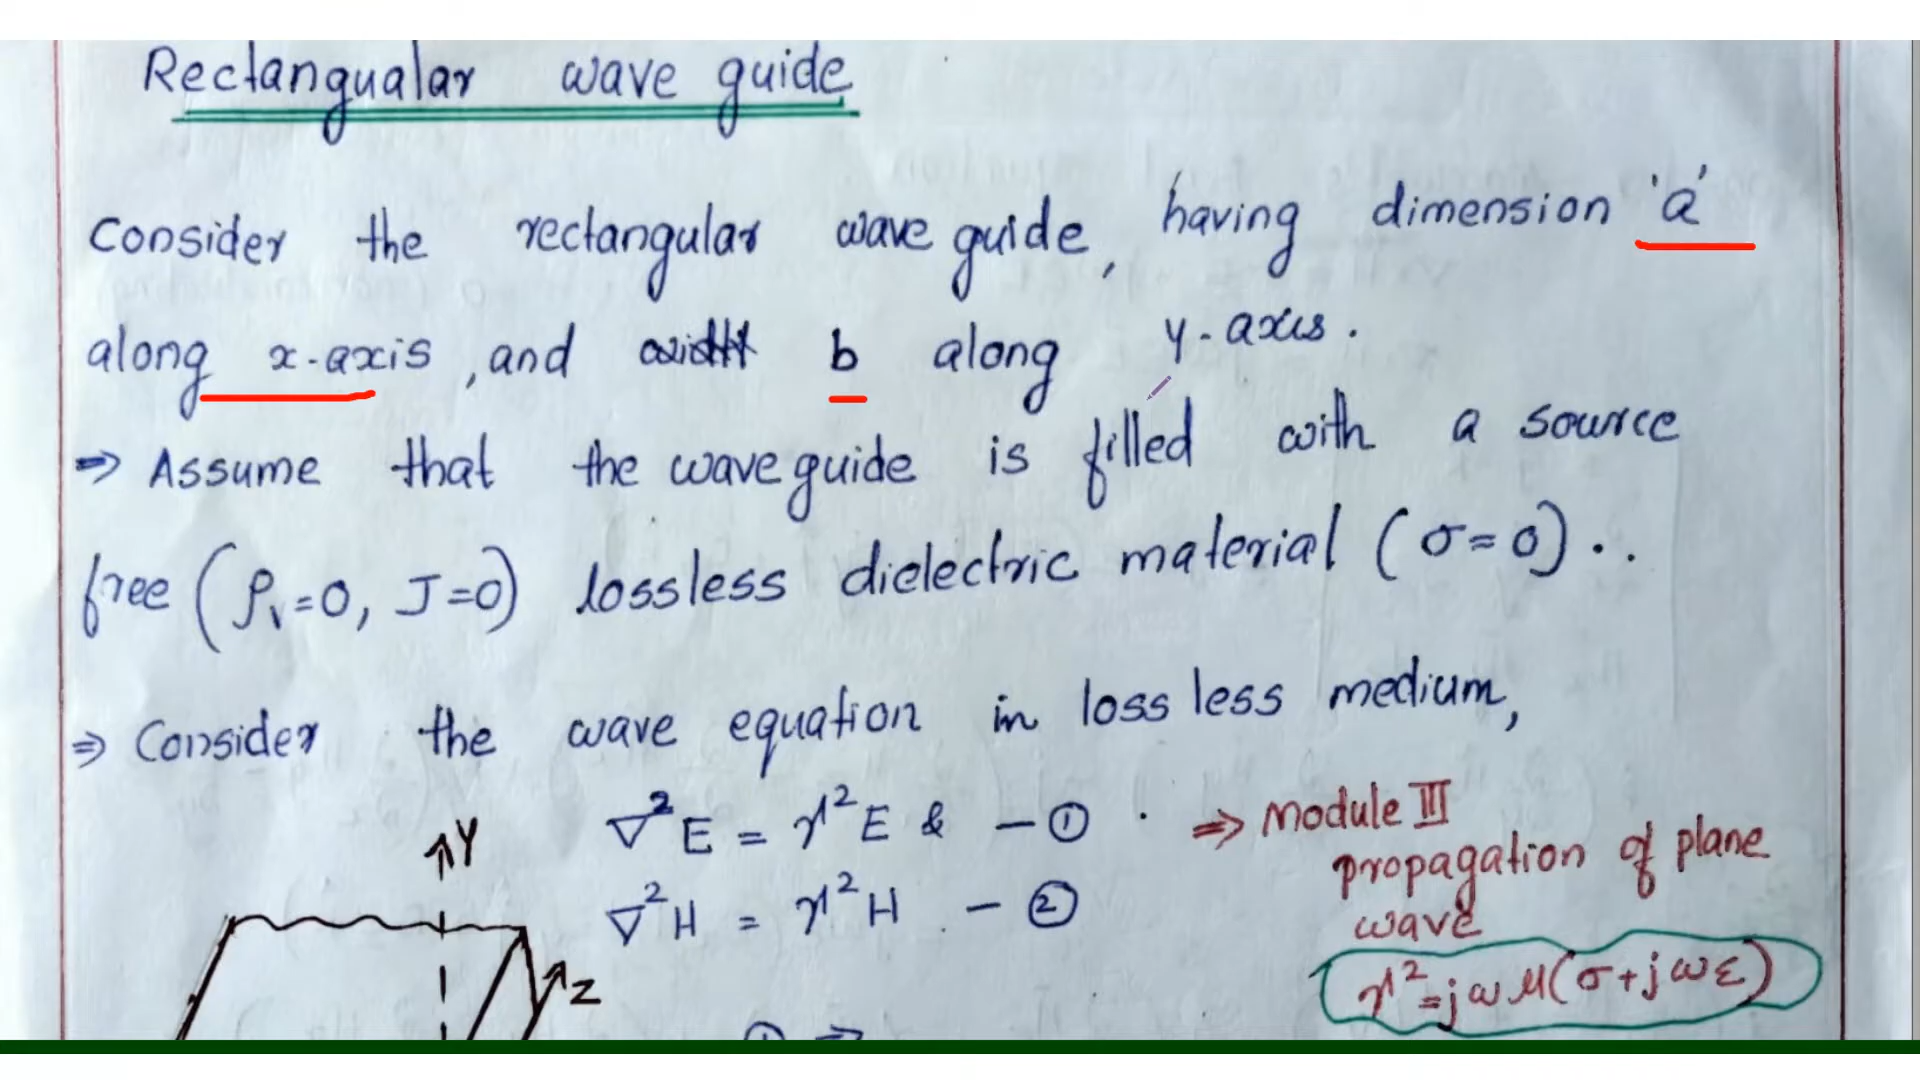 Rectangualar wave guide
Consider the rectangular wave guide, having dimension 'a'
along x-axis, and b along y-axis.
⇒ Assume that the wave guide is filled with a source
free (ρv=0, J=0) lossless dielectric material (σ=0)..
⇒ Consider the wave equation in loss less medium,
∇²E = γ²E & — ①
∇²H = γ²H — ②
⇒ Module III
propagation of plane
wave
γ²=jωμ(σ+jωε)
Y
Z
① ⇒